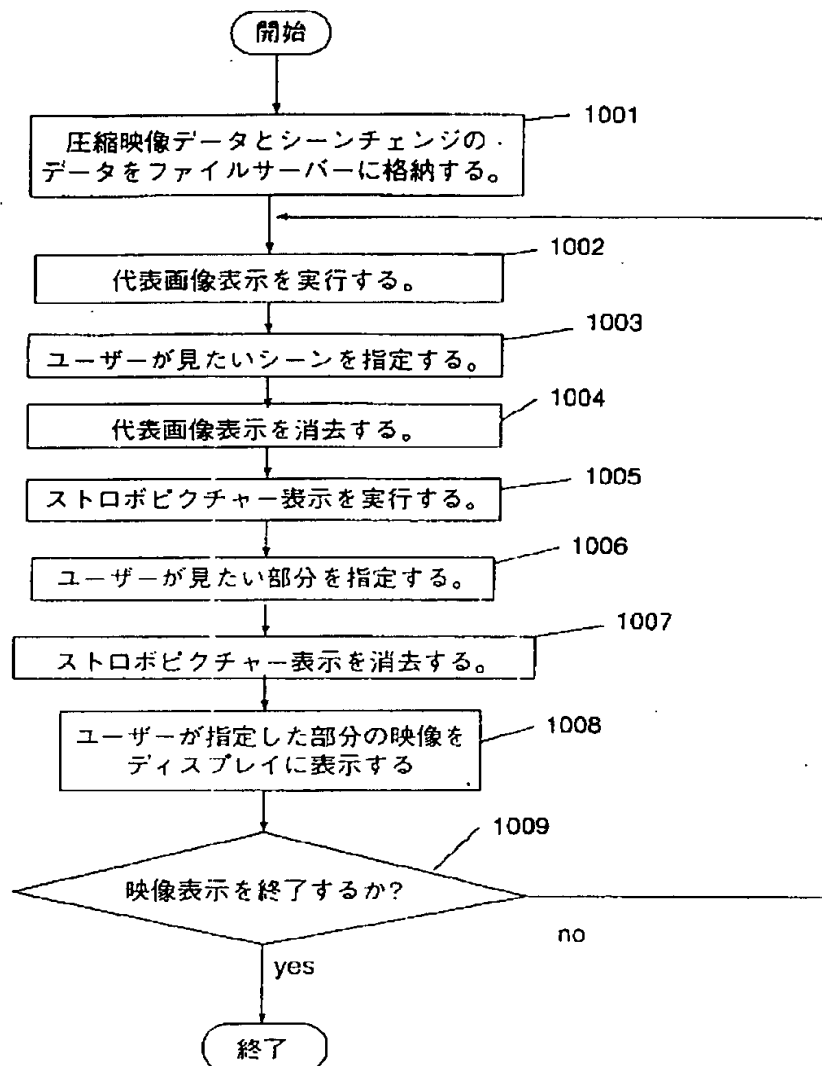 開始
1001
圧縮映像データとシーンチェンジの
データをファイルサーバーに格納する。
1002
代表画像表示を実行する。
1003
ユーザーが見たいシーンを指定する。
1004
代表画像表示を消去する。
1005
ストロボピクチャー表示を実行する。
1006
ユーザーが見たい部分を指定する。
1007
ストロボピクチャー表示を消去する。
1008
ユーザーが指定した部分の映像を
ディスプレイに表示する
1009
映像表示を終了するか?
no
yes
終了